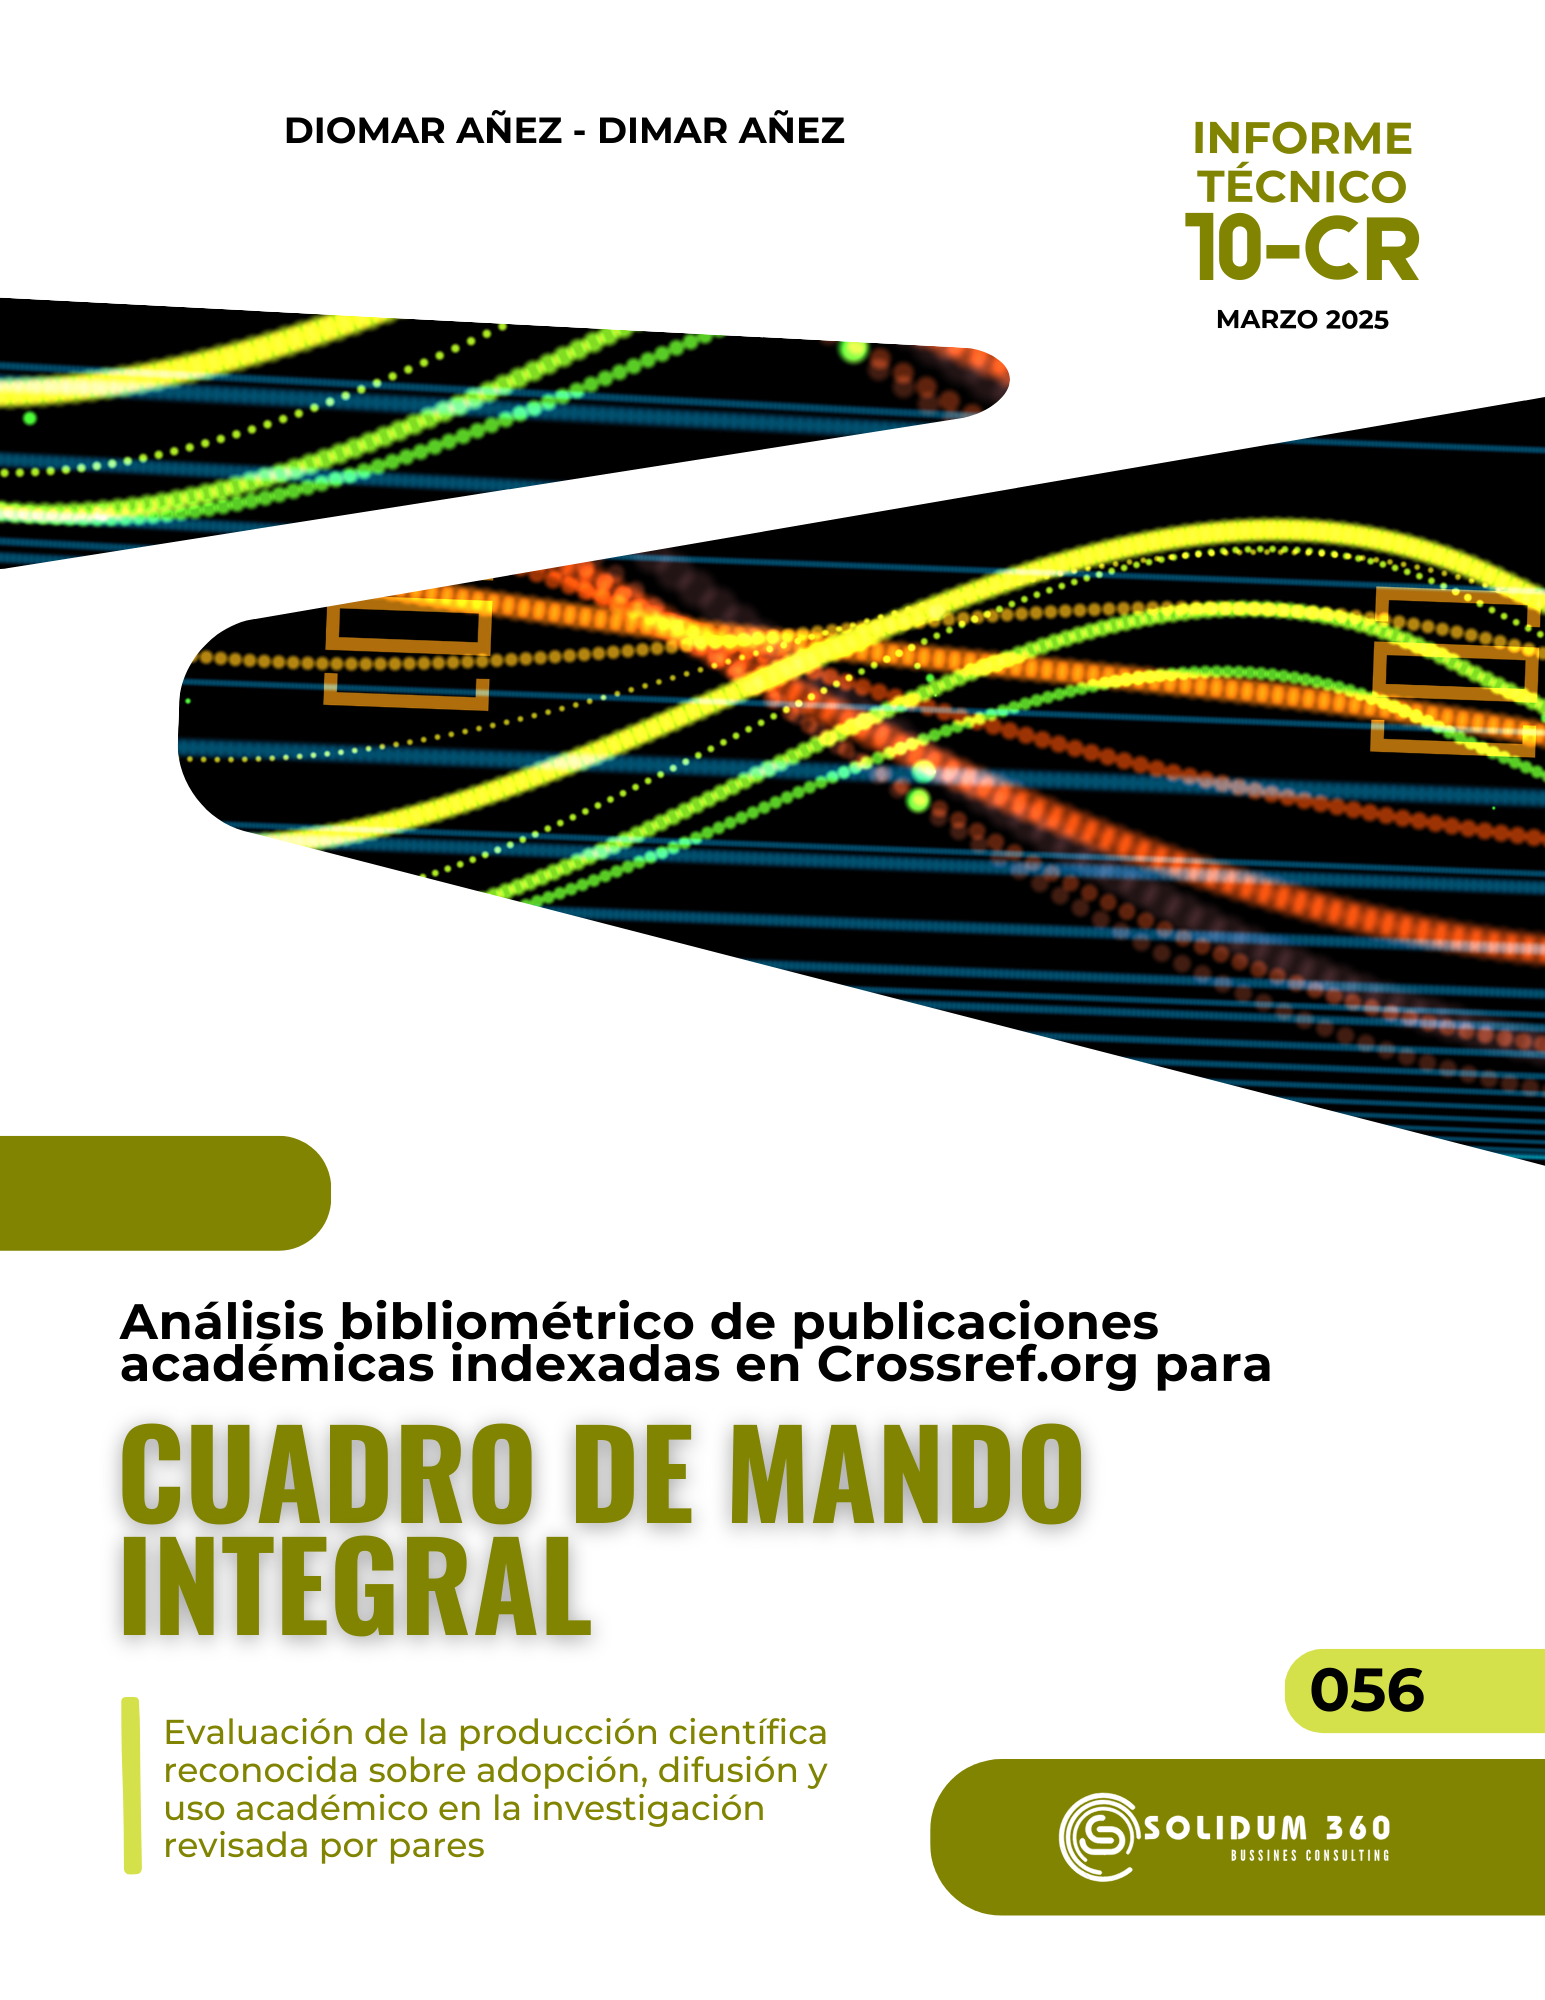 DIOMAR AÑEZ - DIMAR AÑEZ
INFORME
TÉCNICO
10-CR
MARZO 2025
Análisis bibliométrico de publicaciones
académicas indexadas en Crossref.org para
CUADRO DE MANDO
INTEGRAL
056
Evaluación de la producción científica
reconocida sobre adopción, difusión y
uso académico en la investigación
revisada por pares
SOLIDUM 360
BUSSINES CONSULTING